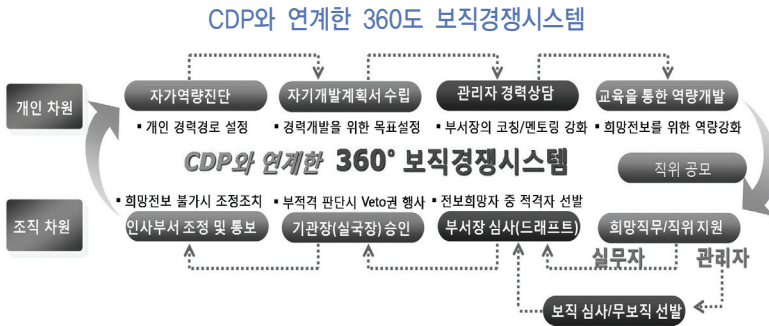 CDP와 연계한 360도 보직경쟁시스템
개인 차원
자가역량진단
자기개발계획서 수립
관리자 경력상담
교육을 통한 역량개발
▪ 개인 경력경로 설정
▪ 경력개발을 위한 목표설정
▪ 부서장의 코칭/멘토링 강화
▪ 희망전보를 위한 역량강화
CDP와 연계한 360° 보직경쟁시스템
직위 공모
▪ 희망전보 불가시 조정조치
▪ 부적격 판단시 Veto권 행사
▪ 전보희망자 중 적격자 선발
조직 차원
인사부서 조정 및 통보
기관장(실국장) 승인
부서장 심사(드래프트)
희망직무/직위 지원
실무자
관리자
보직 심사/무보직 선발